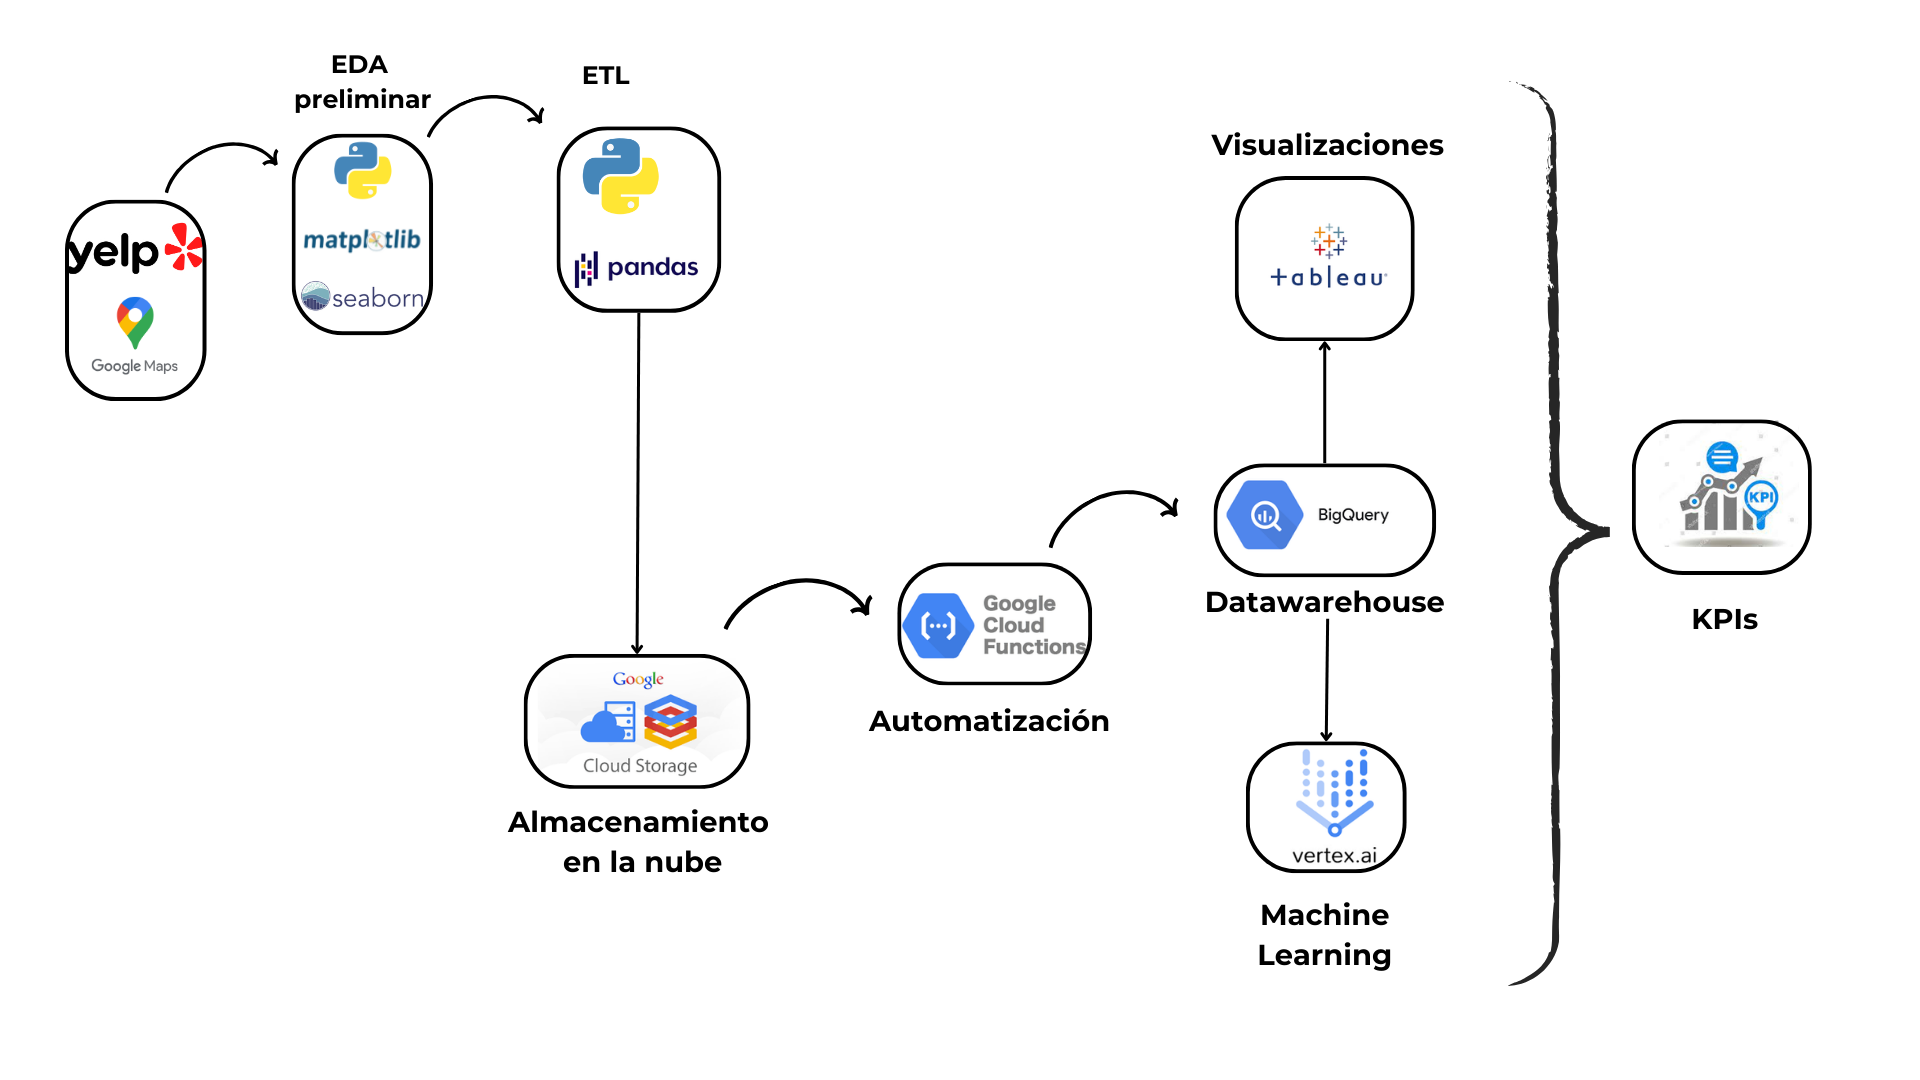 EDA
preliminar
ETL
yelp
Google Maps
matplotlib
seaborn
pandas
Visualizaciones
+ableau
BigQuery
Datawarehouse
KPI
KPIs
Google
Cloud
Functions
Automatización
Google
Cloud Storage
Almacenamiento
en la nube
vertex.ai
Machine
Learning